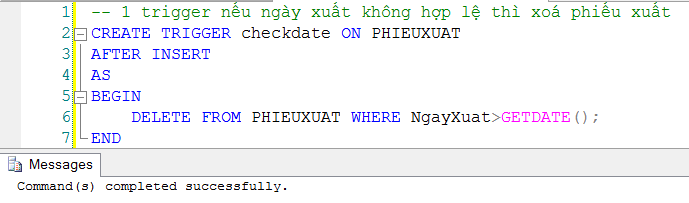 1 -- 1 trigger nếu ngày xuất không hợp lệ thì xoá phiếu xuất
2 CREATE TRIGGER checkdate ON PHIEUXUAT
3 AFTER INSERT
4 AS
5 BEGIN
6 DELETE FROM PHIEUXUAT WHERE NgayXuat>GETDATE();
7 END
Messages
Command(s) completed successfully.